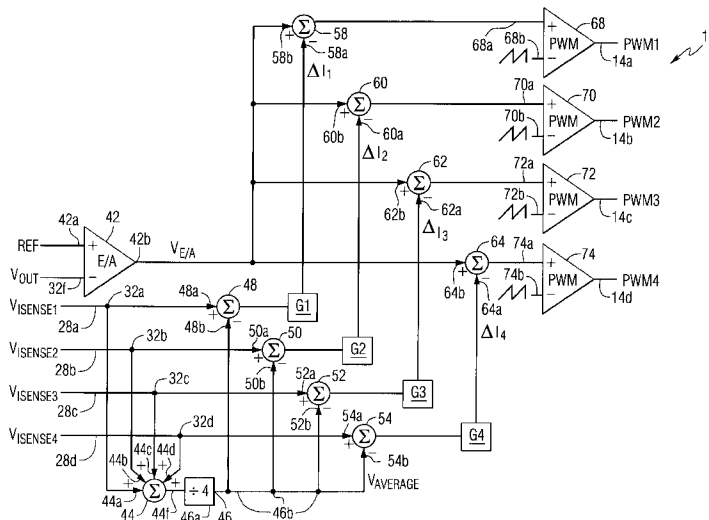 58
58b + Σ −
58a
ΔI1
68
68b
68a
+ PWM −
PWM1
14a
1
60
60b + Σ −
60a
ΔI2
70
70a
70b
+ PWM −
PWM2
14b
62
62b + Σ −
62a
ΔI3
72
72a
72b
+ PWM −
PWM3
14c
42a 42 42b
REF + E/A −
VOUT
32f
VE/A
64
64b + Σ −
64a
ΔI4
74
74a
74b
+ PWM −
PWM4
14d
VISENSE1
28a
32a
48a + Σ 48
48b −
G1
VISENSE2
28b
32b
50a + Σ 50
50b −
G2
VISENSE3
28c
32c
52a + Σ 52
52b −
G3
VISENSE4
28d
32d
54a + Σ 54
54b −
G4
44a + 44b + 44c + 44d +
Σ
44
44f
÷ 4
46a
46
46b
VAVERAGE